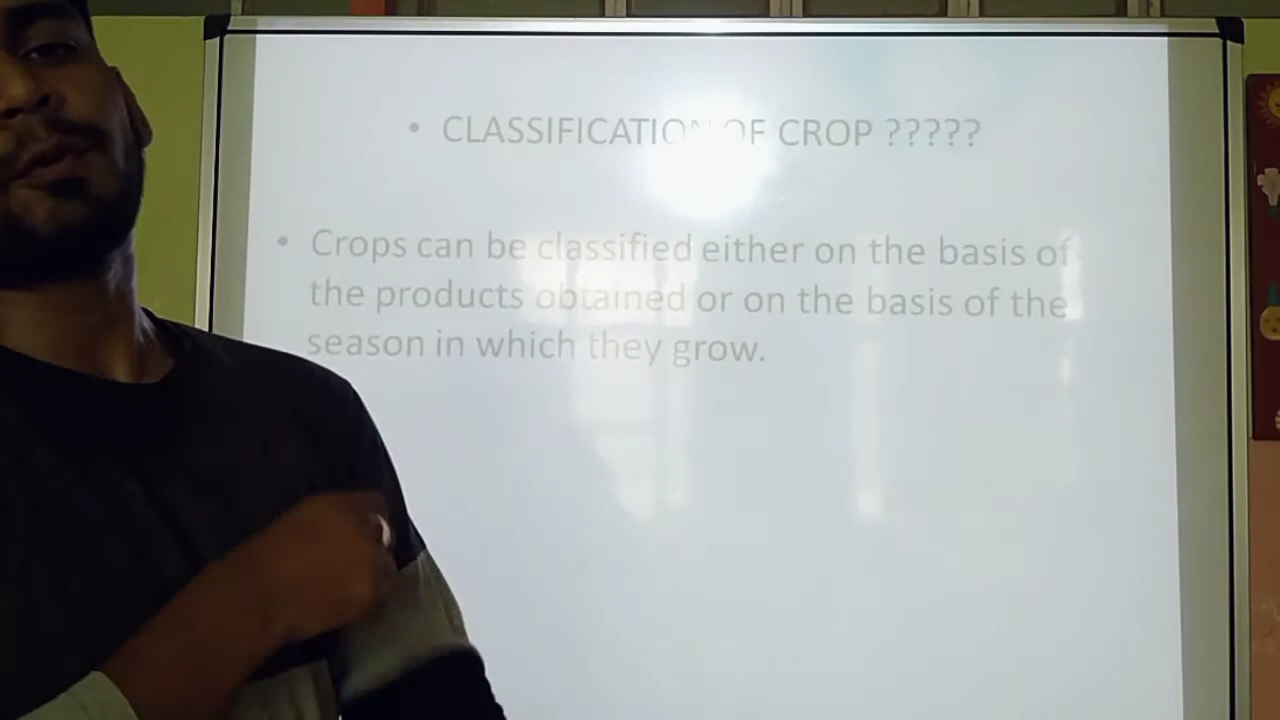 • CLASSIFICATION OF CROP ?????
• Crops can be classified either on the basis of
the products obtained or on the basis of the
season in which they grow.